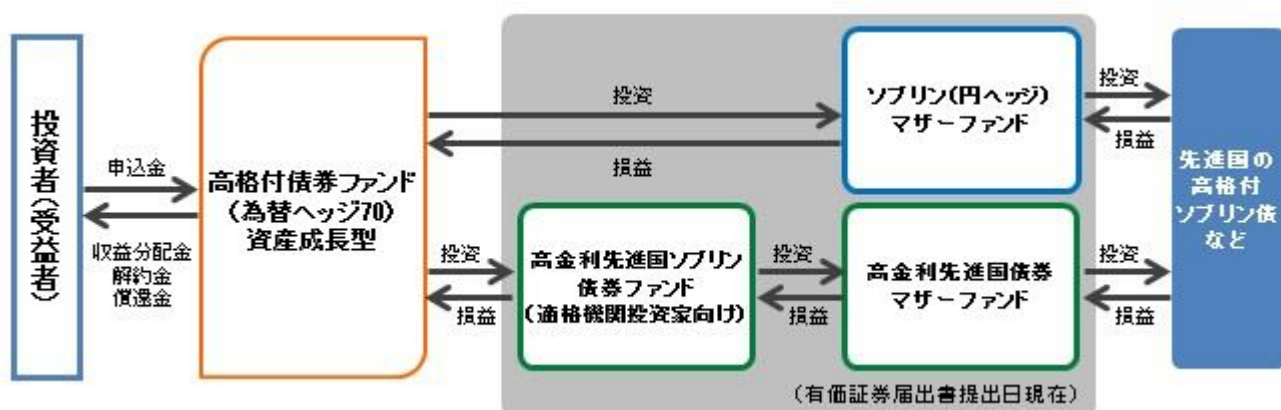 投資者(受益者)
申込金
収益分配金
解約金
償還金
高格付債券ファンド
(為替ヘッジ70)
資産成長型
投資
損益
投資
損益
高金利先進国ソブリン
債券ファンド
(適格機関投資家向け)
投資
損益
ソブリン(円ヘッジ)
マザーファンド
高金利先進国債券
マザーファンド
投資
損益
投資
損益
先進国の
高格付
ソブリン債
など
(有価証券届出書提出日現在)